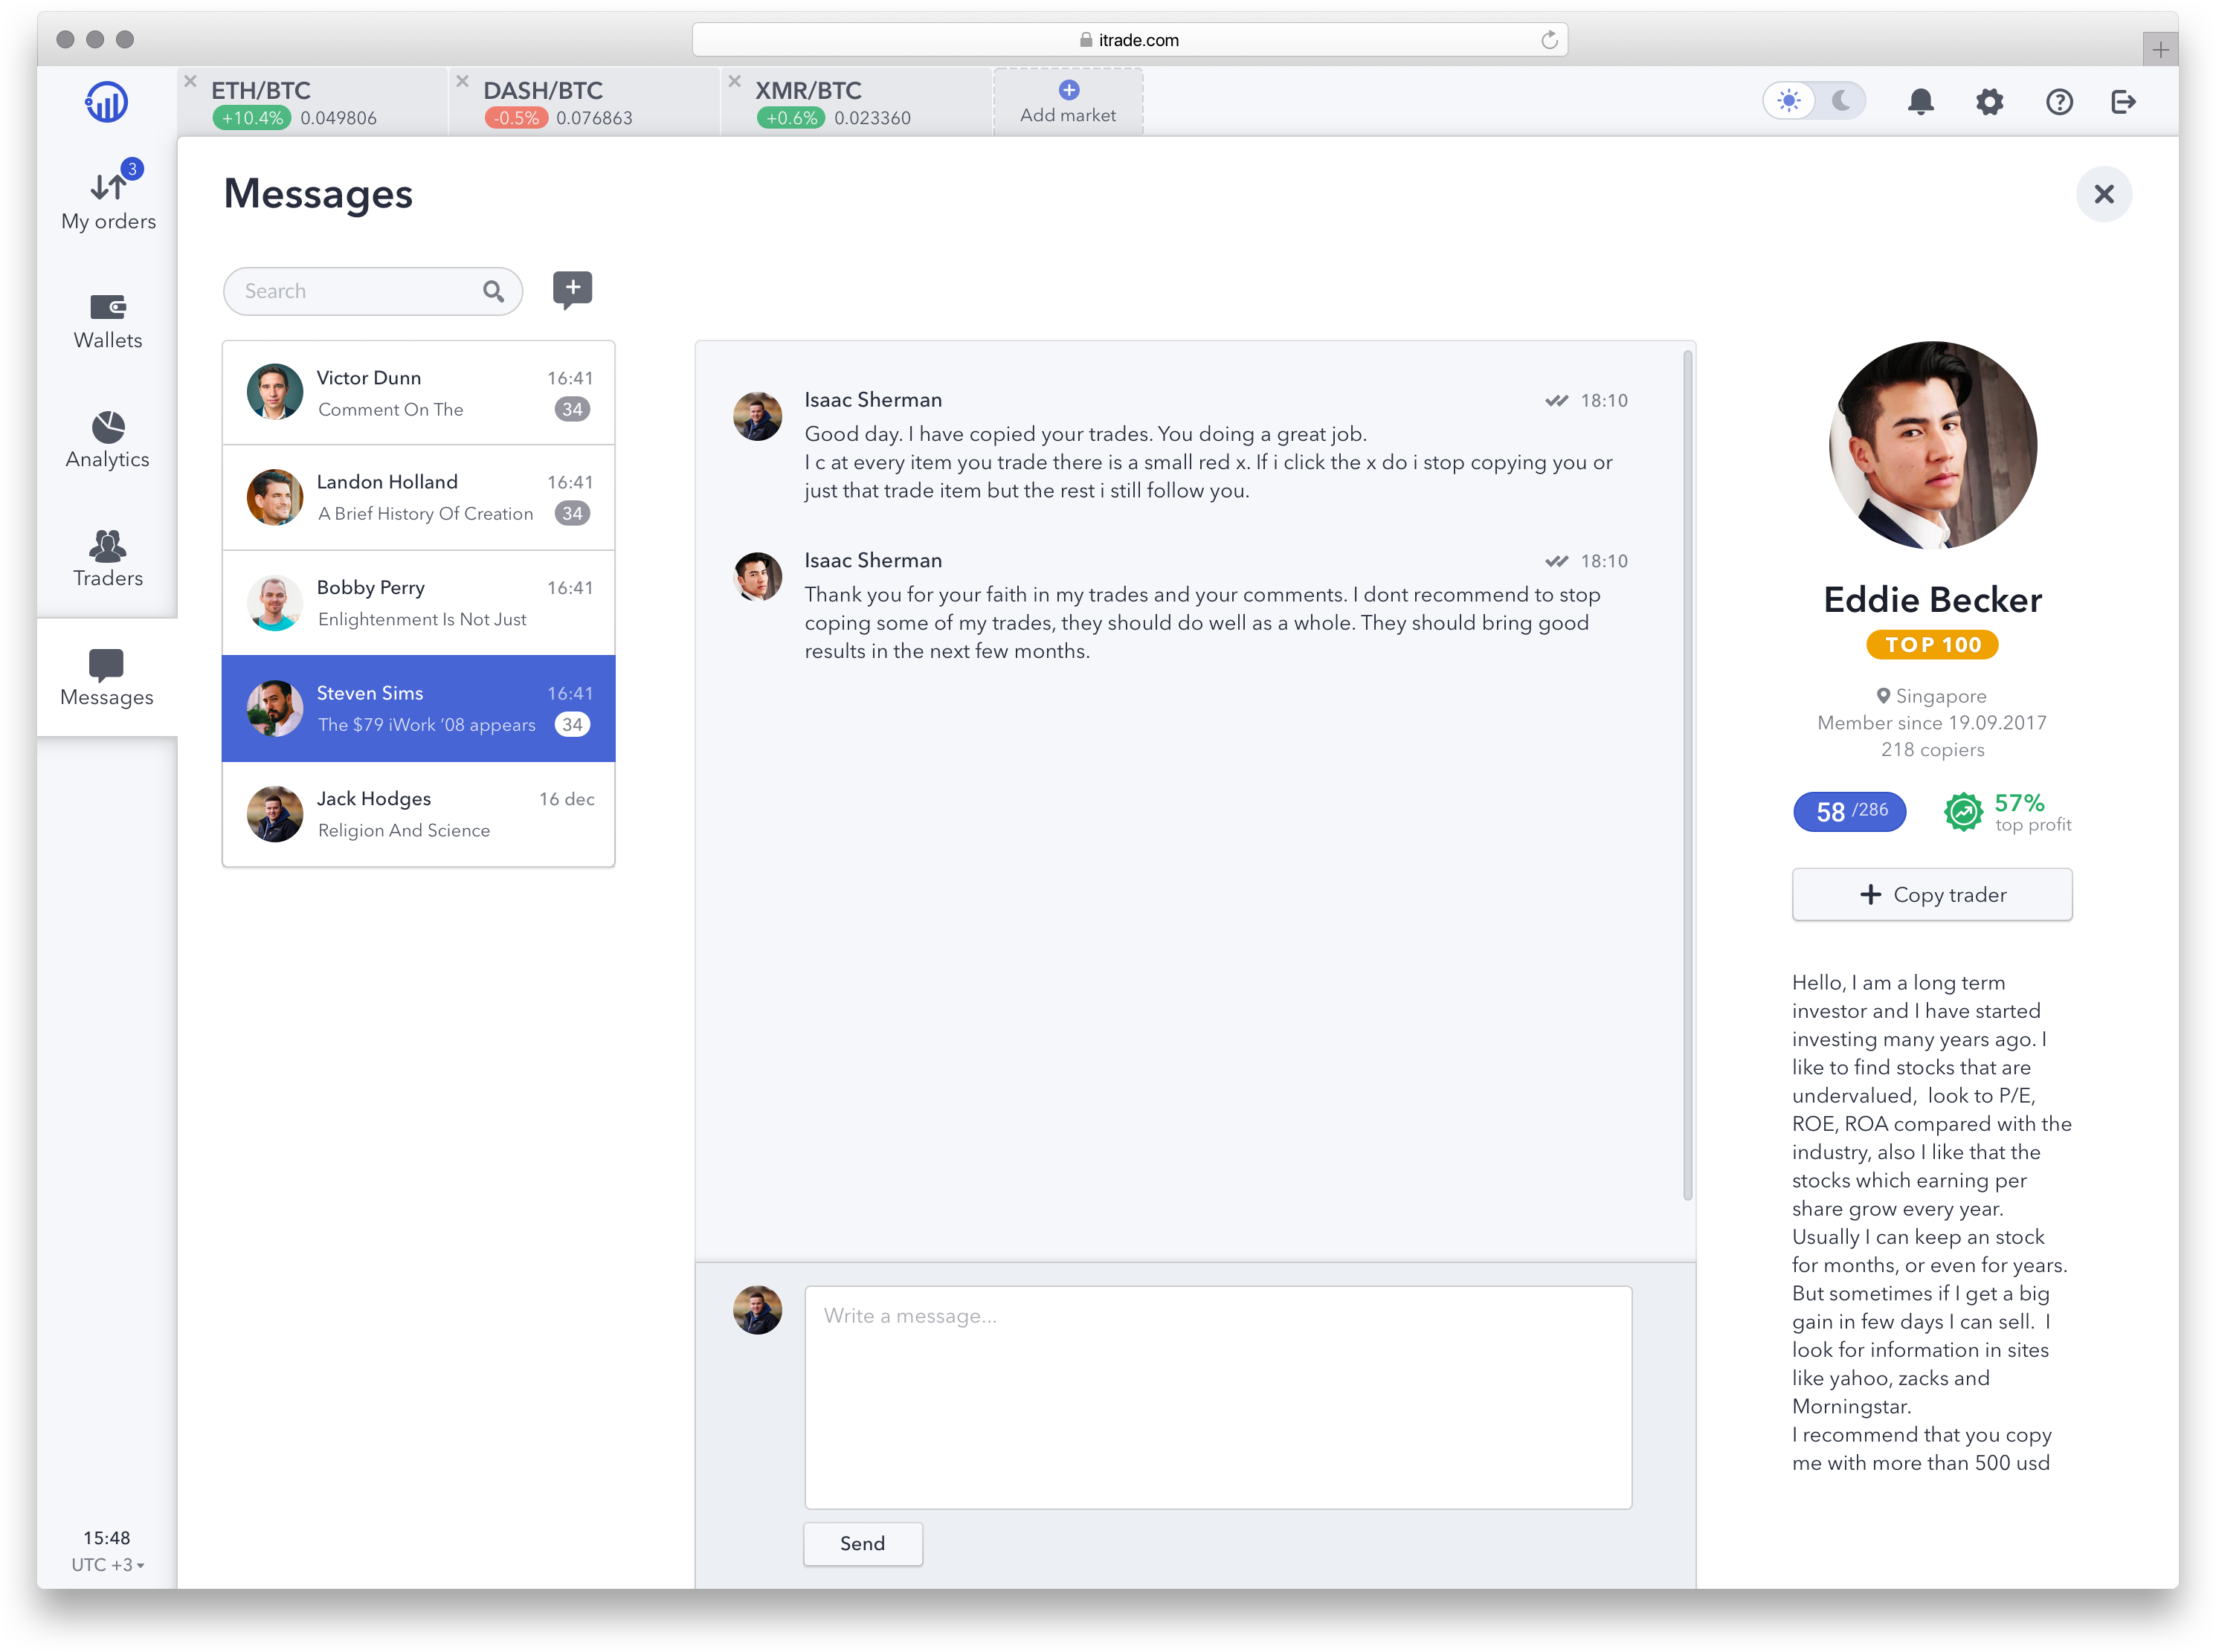 itrade.com
ETH/BTC
+10.4% 0.049806
DASH/BTC
-0.5% 0.076863
XMR/BTC
+0.6% 0.023360
Add market
3
My orders
Wallets
Analytics
Traders
Messages
15:48
UTC +3
Messages
Search
Victor Dunn 16:41
Comment On The 34
Landon Holland 16:41
A Brief History Of Creation 34
Bobby Perry 16:41
Enlightenment Is Not Just
Steven Sims 16:41
The $79 iWork ’08 appears 34
Jack Hodges 16 dec
Religion And Science
Isaac Sherman 18:10
Good day. I have copied your trades. You doing a great job.
I c at every item you trade there is a small red x. If i click the x do i stop copying you or
just that trade item but the rest i still follow you.
Isaac Sherman 18:10
Thank you for your faith in my trades and your comments. I dont recommend to stop
coping some of my trades, they should do well as a whole. They should bring good
results in the next few months.
Write a message...
Send
Eddie Becker
TOP 100
Singapore
Member since 19.09.2017
218 copiers
58 /286
57%
top profit
Copy trader
Hello, I am a long term
investor and I have started
investing many years ago. I
like to find stocks that are
undervalued,  look to P/E,
ROE, ROA compared with the
industry, also I like that the
stocks which earning per
share grow every year.
Usually I can keep an stock
for months, or even for years.
But sometimes if I get a big
gain in few days I can sell.  I
look for information in sites
like yahoo, zacks and
Morningstar.
I recommend that you copy
me with more than 500 usd